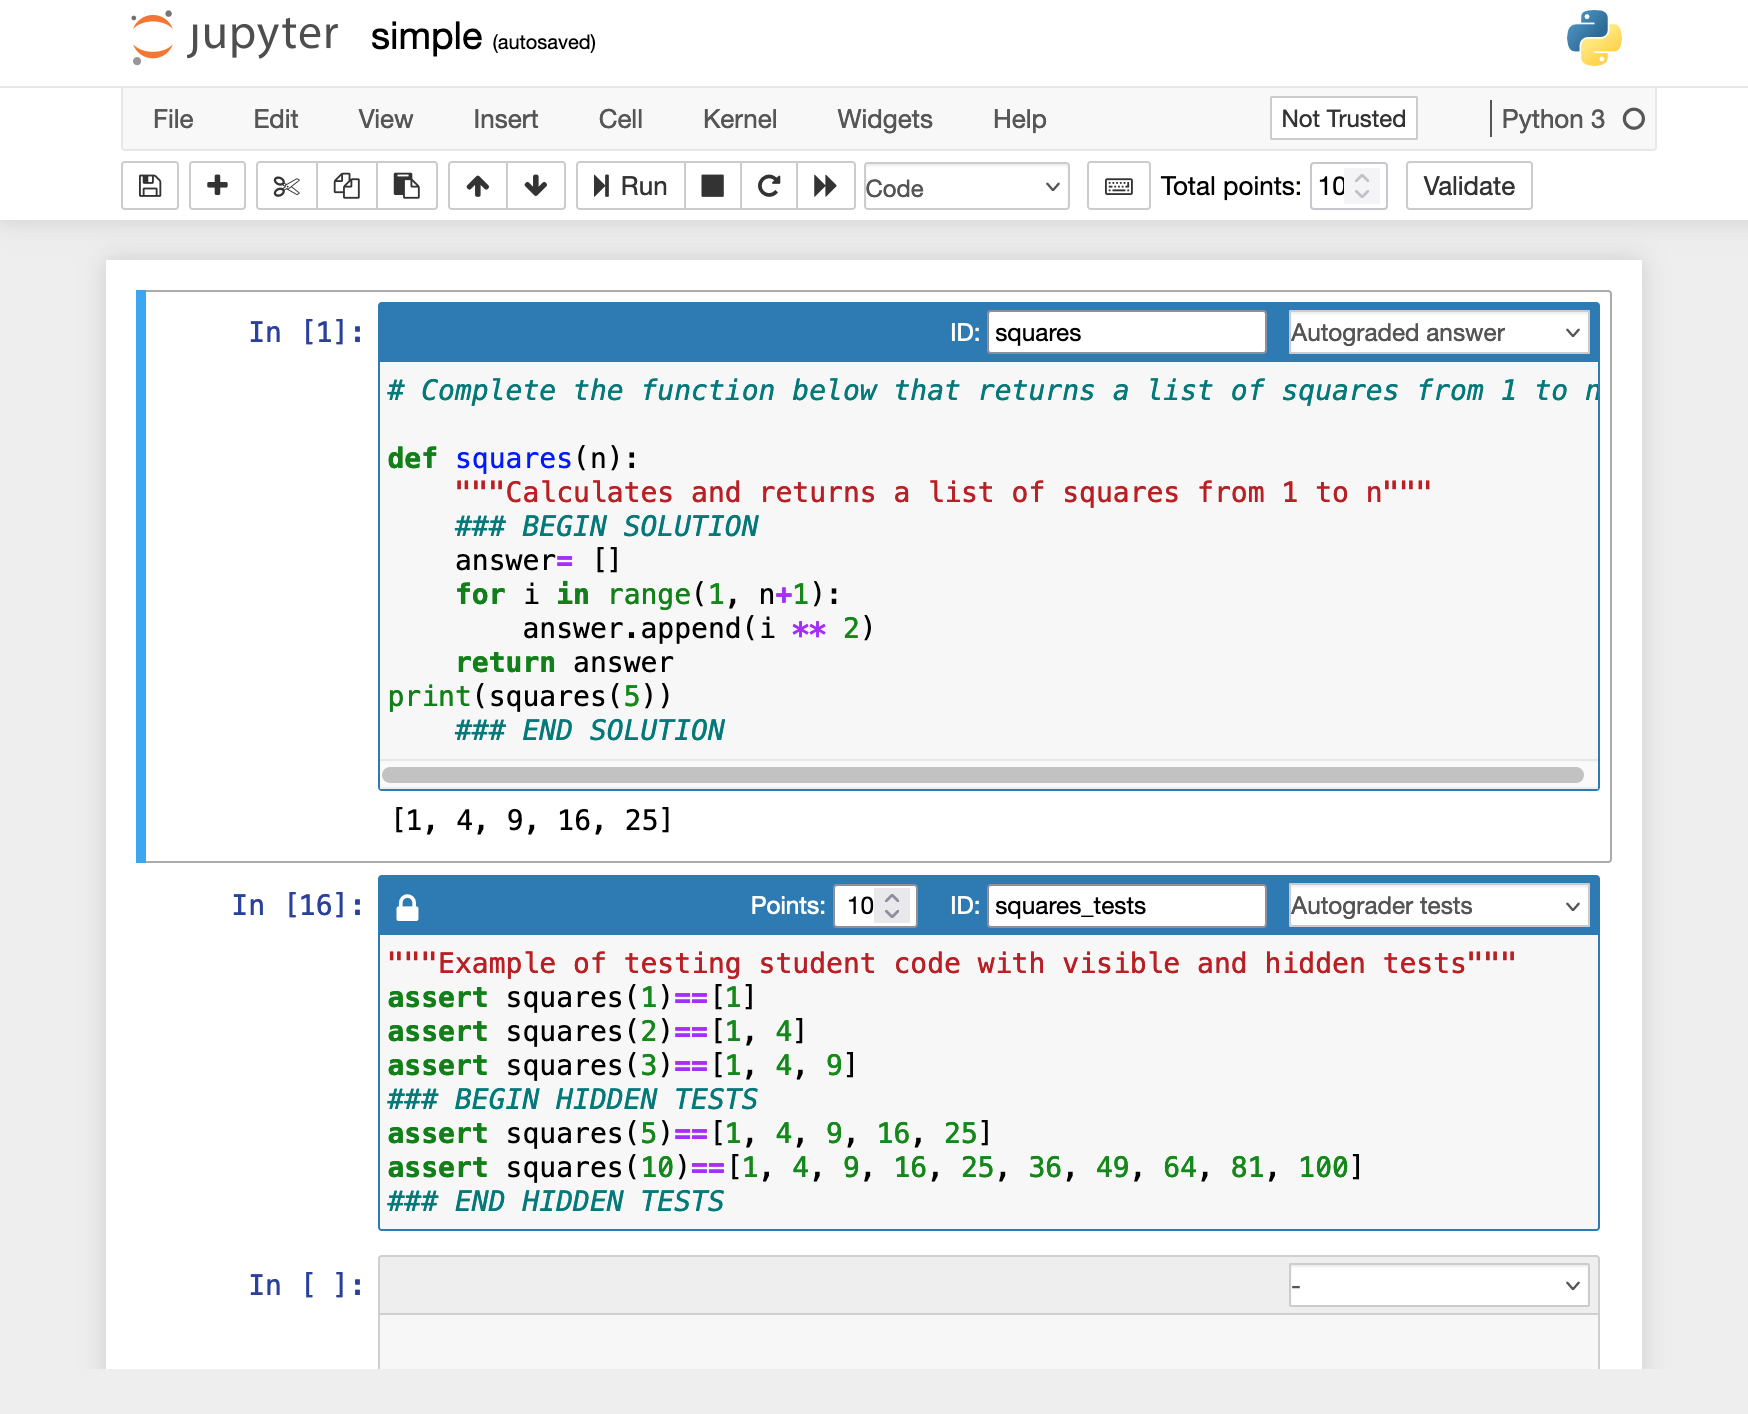 jupyter simple (autosaved)
File Edit View Insert Cell Kernel Widgets Help Not Trusted Python 3
Run Code Total points: 10 Validate
In [1]: ID: squares Autograded answer
# Complete the function below that returns a list of squares from 1 to n

def squares(n):
    """Calculates and returns a list of squares from 1 to n"""
    ### BEGIN SOLUTION
    answer= []
    for i in range(1, n+1):
        answer.append(i ** 2)
    return answer
print(squares(5))
    ### END SOLUTION
[1, 4, 9, 16, 25]
In [16]: Points: 10 ID: squares_tests Autograder tests
"""Example of testing student code with visible and hidden tests"""
assert squares(1)==[1]
assert squares(2)==[1, 4]
assert squares(3)==[1, 4, 9]
### BEGIN HIDDEN TESTS
assert squares(5)==[1, 4, 9, 16, 25]
assert squares(10)==[1, 4, 9, 16, 25, 36, 49, 64, 81, 100]
### END HIDDEN TESTS
In [ ]: -